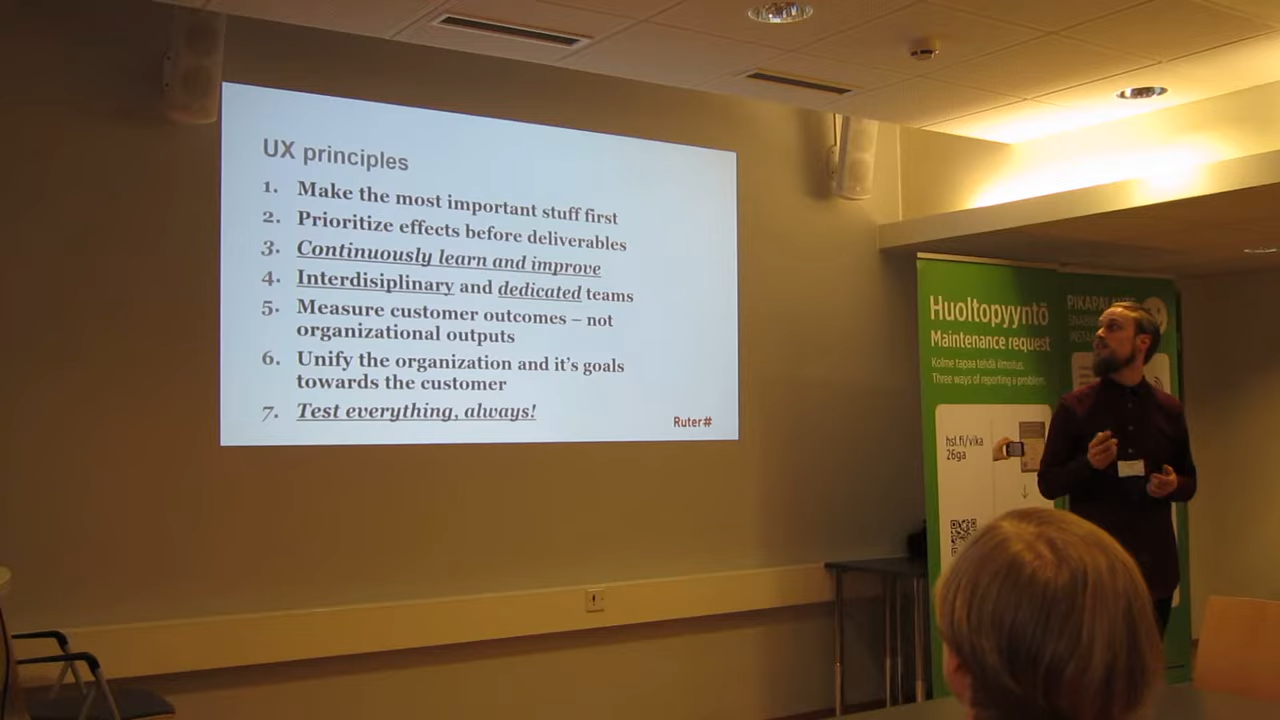 UX principles
1. Make the most important stuff first
2. Prioritize effects before deliverables
3. Continuously learn and improve
4. Interdisiplinary and dedicated teams
5. Measure customer outcomes – not
organizational outputs
6. Unify the organization and it's goals
towards the customer
7. Test everything, always!
Ruter#
Huoltopyyntö
Maintenance request
Kolme tapaa tehdä ilmoitus.
Three ways of reporting a problem.
hsl.fi/vika
26ga